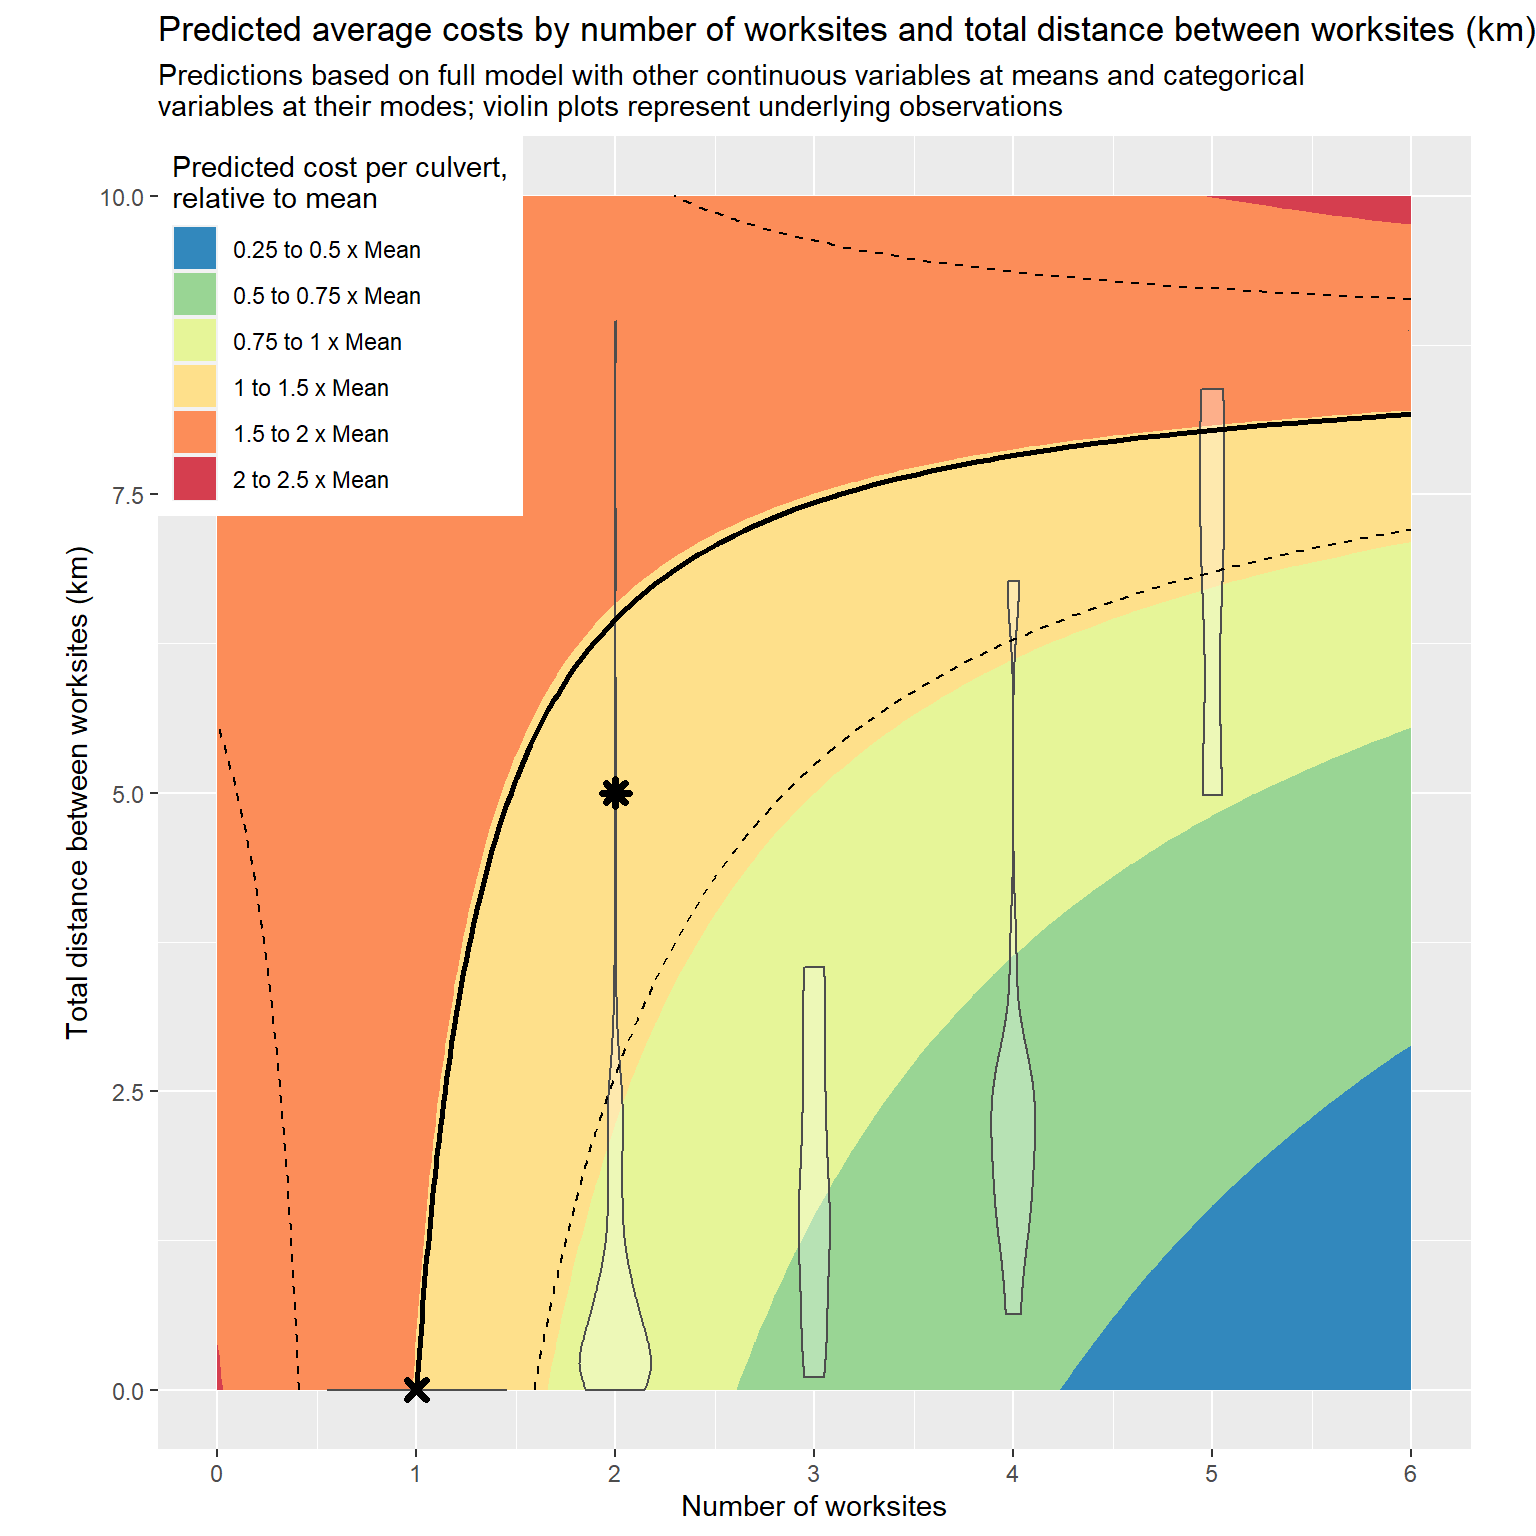 Predicted average costs by number of worksites and total distance between worksites (km)
Predictions based on full model with other continuous variables at means and categorical
variables at their modes; violin plots represent underlying observations
Predicted cost per culvert,
relative to mean
0.25 to 0.5 x Mean
0.5 to 0.75 x Mean
0.75 to 1 x Mean
1 to 1.5 x Mean
1.5 to 2 x Mean
2 to 2.5 x Mean
Total distance between worksites (km)
10.0
7.5
5.0
2.5
0.0
0 1 2 3 4 5 6
Number of worksites